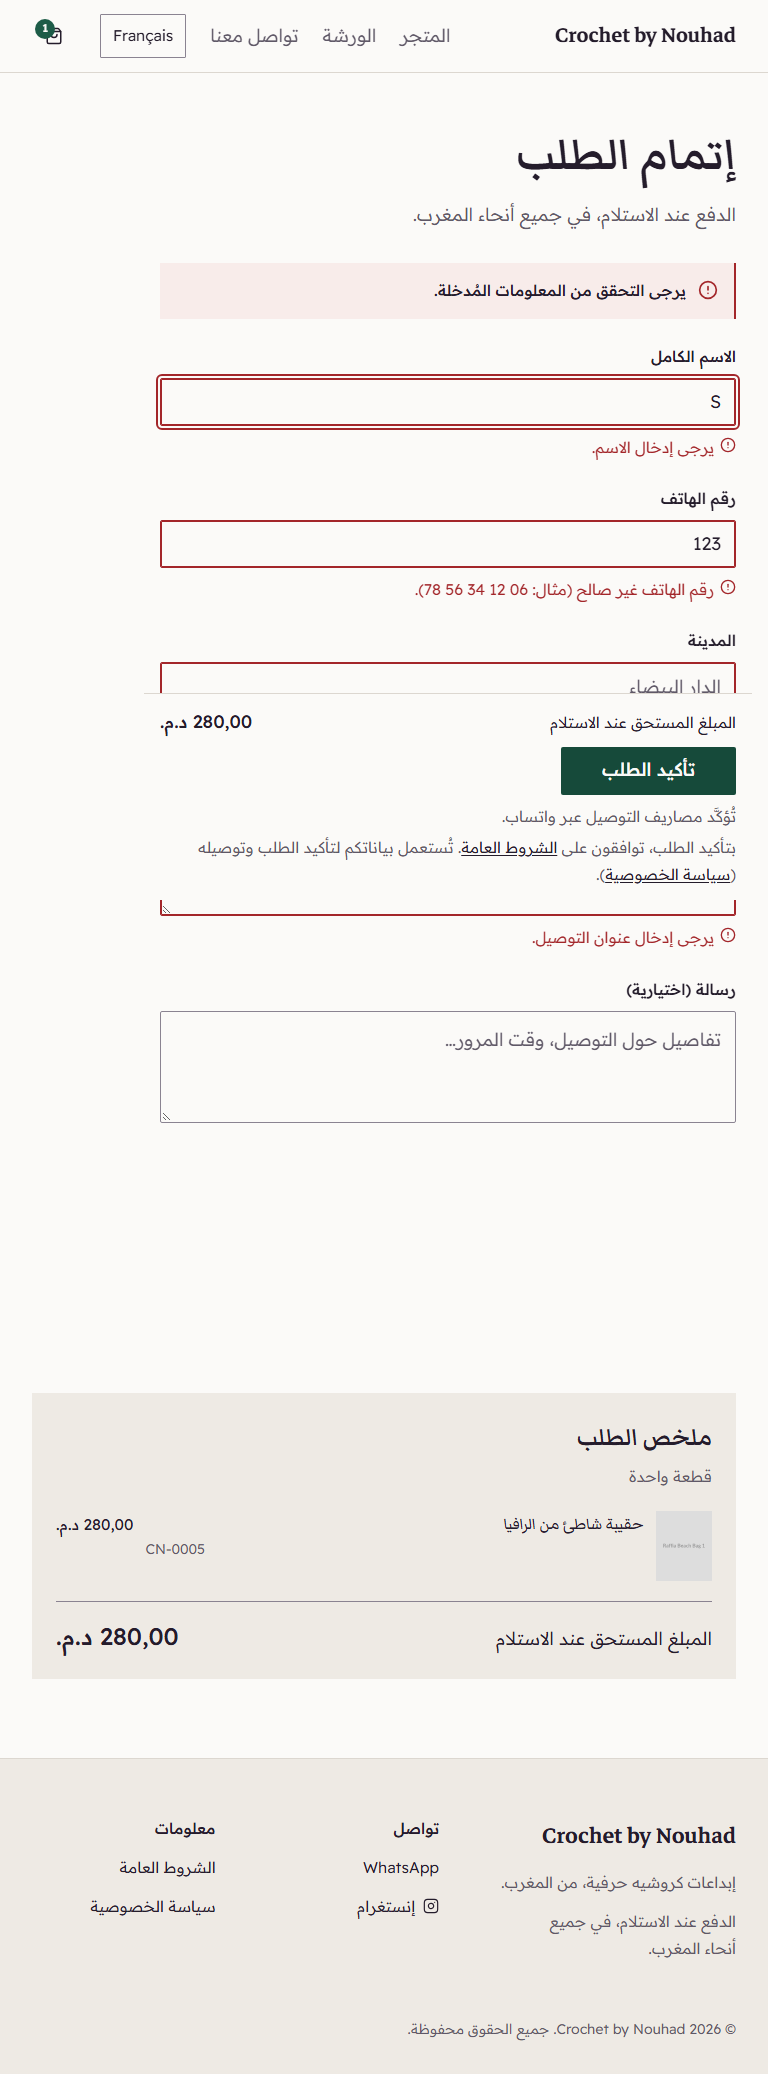 Crochet by Nouhad
المتجر
الورشة
تواصل معنا
Français
1
إتمام الطلب
الدفع عند الاستلام، في جميع أنحاء المغرب.
يرجى التحقق من المعلومات المُدخلة.
الاسم الكامل
S
يرجى إدخال الاسم.
رقم الهاتف
123
رقم الهاتف غير صالح (مثال: 06 12 34 56 78).
المدينة
الدار البيضاء
المبلغ المستحق عند الاستلام 280,00 د.م.
تأكيد الطلب
تُؤكَّد مصاريف التوصيل عبر واتساب.
بتأكيد الطلب، توافقون على الشروط العامة. تُستعمل بياناتكم لتأكيد الطلب وتوصيله
(سياسة الخصوصية).
يرجى إدخال عنوان التوصيل.
رسالة (اختيارية)
تفاصيل حول التوصيل، وقت المرور…
ملخص الطلب
قطعة واحدة
Raffia Beach Bag 1
حقيبة شاطئ من الرافيا 280,00 د.م.
CN-0005
المبلغ المستحق عند الاستلام 280,00 د.م.
Crochet by Nouhad
إبداعات كروشيه حرفية، من المغرب.
الدفع عند الاستلام، في جميع
أنحاء المغرب.
تواصل
WhatsApp
إنستغرام
معلومات
الشروط العامة
سياسة الخصوصية
© 2026 Crochet by Nouhad. جميع الحقوق محفوظة.